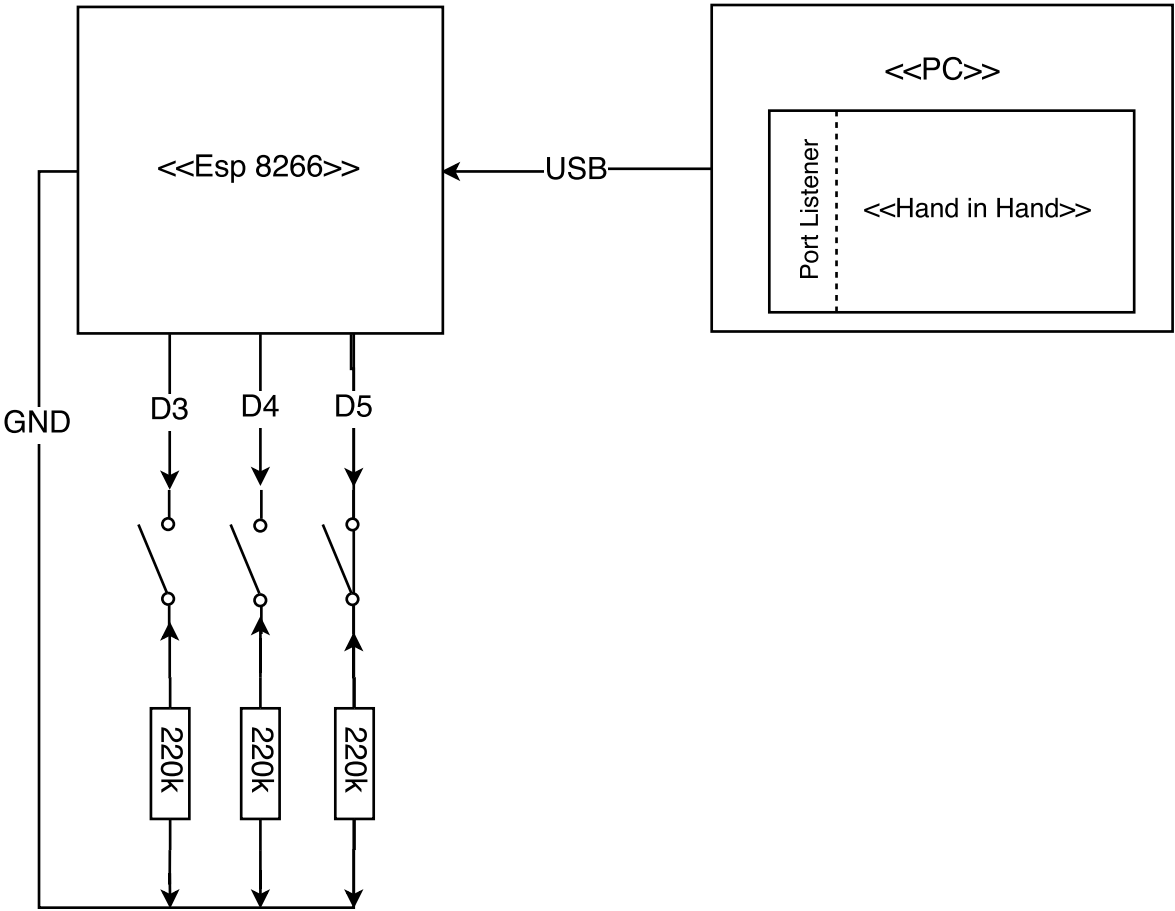 <<PC>>
<<Esp 8266>>
USB
Port Listener
<<Hand in Hand>>
GND
D3
D4
D5
220k
220k
220k